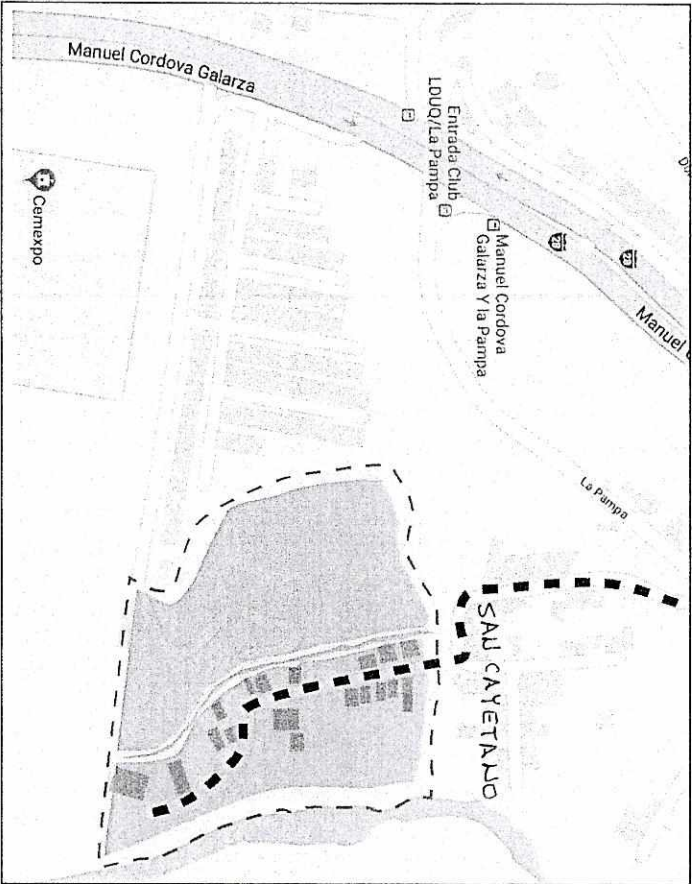 Manuel Cordova Galarza
Entrada Club
LDUQ/La Pampa
Manuel Cordova
Galarza Y la Pampa
Manuel
La Pampa
Cemexpo
SAN CAYETANO